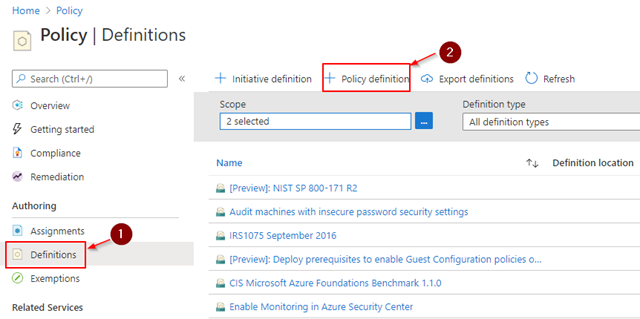 Home > Policy
Policy | Definitions
2
Search (Ctrl+/)
«
Initiative definition
Policy definition
Export definitions
Refresh
Overview
Getting started
Compliance
Remediation
Authoring
1
Assignments
Definitions
Exemptions
Related Services
Scope
2 selected
...
Definition type
All definition types
Name
Definition location
[Preview]: NIST SP 800-171 R2
Audit machines with insecure password security settings
IRS1075 September 2016
[Preview]: Deploy prerequisites to enable Guest Configuration policies o...
CIS Microsoft Azure Foundations Benchmark 1.1.0
Enable Monitoring in Azure Security Center